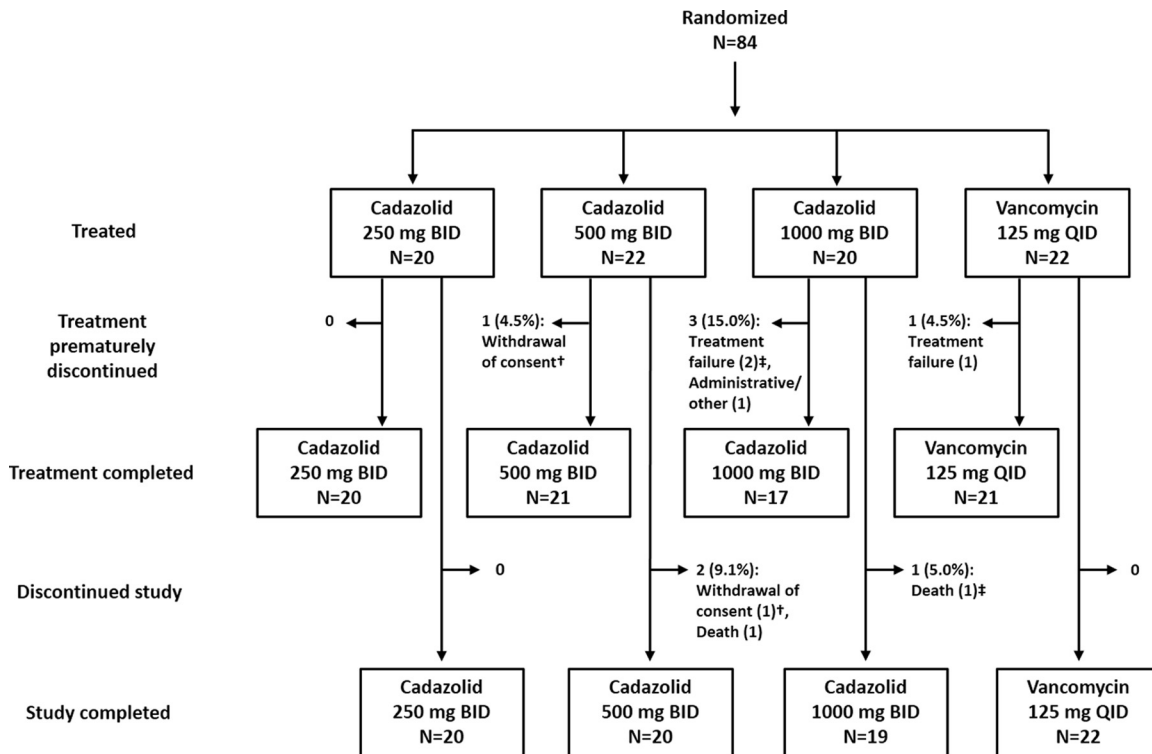 Randomized
N=84
Treated
Cadazolid
250 mg BID
N=20
Cadazolid
500 mg BID
N=22
Cadazolid
1000 mg BID
N=20
Vancomycin
125 mg QID
N=22
Treatment
prematurely
discontinued
0
1 (4.5%):
Withdrawal
of consent†
3 (15.0%):
Treatment
failure (2)‡,
Administrative/
other (1)
1 (4.5%):
Treatment
failure (1)
Treatment completed
Cadazolid
250 mg BID
N=20
Cadazolid
500 mg BID
N=21
Cadazolid
1000 mg BID
N=17
Vancomycin
125 mg QID
N=21
Discontinued study
0
2 (9.1%):
Withdrawal of
consent (1)†,
Death (1)
1 (5.0%):
Death (1)‡
0
Study completed
Cadazolid
250 mg BID
N=20
Cadazolid
500 mg BID
N=20
Cadazolid
1000 mg BID
N=19
Vancomycin
125 mg QID
N=22